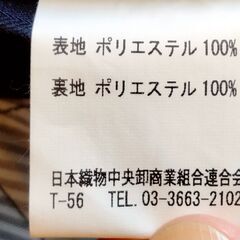 表地 ポリエステル 100%
裏地 ポリエステル 100%
日本織物中央卸商業組合連合会
T-56 TEL. 03-3663-2102